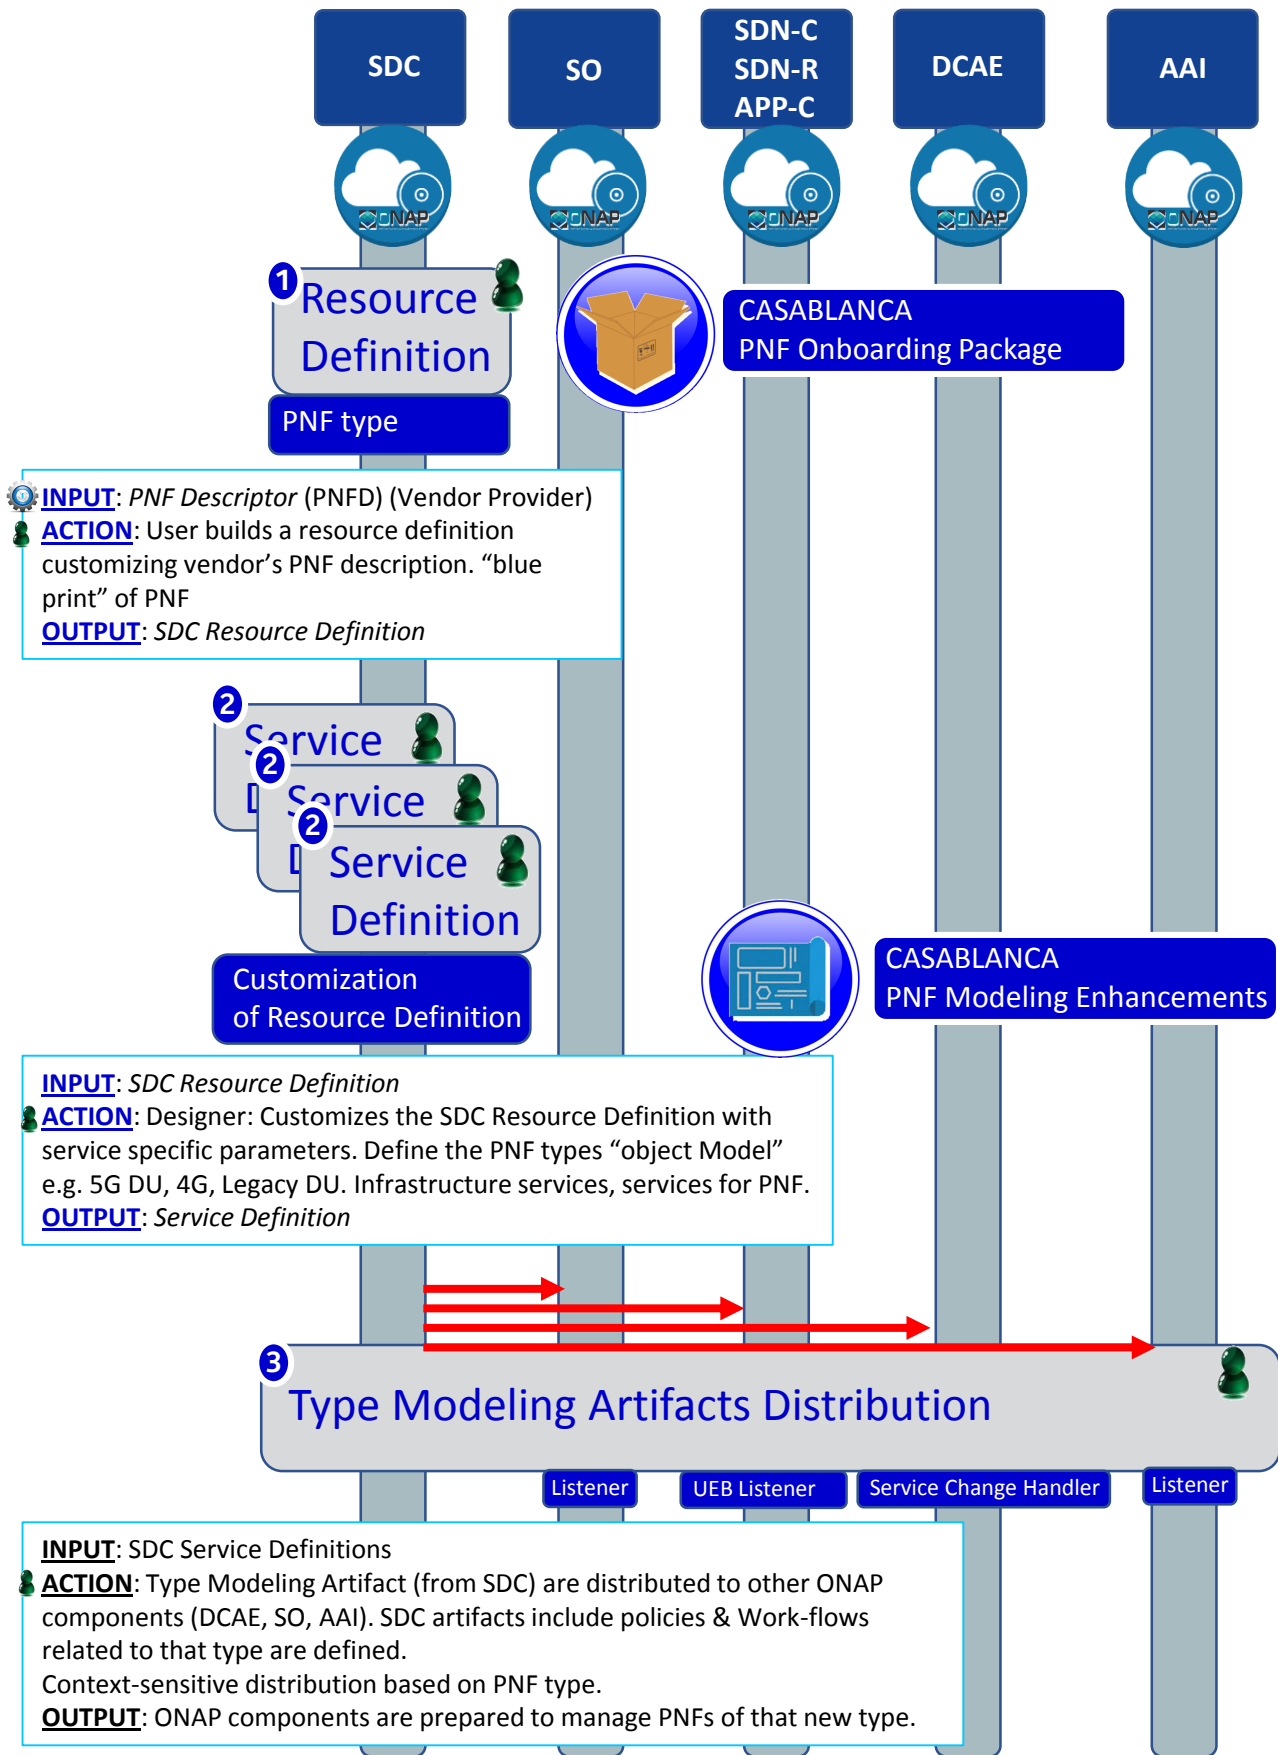 SDC
SO
SDN-C
SDN-R
APP-C
DCAE
AAI
ONAP
ONAP
ONAP
ONAP
ONAP
1
Resource
Definition
PNF type
CASABLANCA
PNF Onboarding Package
INPUT: PNF Descriptor (PNFD) (Vendor Provider)
ACTION: User builds a resource definition
customizing vendor’s PNF description. “blue
print” of PNF
OUTPUT: SDC Resource Definition
2
Service
D
2
Service
D
2
Service
Definition
Customization
of Resource Definition
CASABLANCA
PNF Modeling Enhancements
INPUT: SDC Resource Definition
ACTION: Designer: Customizes the SDC Resource Definition with
service specific parameters. Define the PNF types “object Model”
e.g. 5G DU, 4G, Legacy DU. Infrastructure services, services for PNF.
OUTPUT: Service Definition
3
Type Modeling Artifacts Distribution
Listener
UEB Listener
Service Change Handler
Listener
INPUT: SDC Service Definitions
ACTION: Type Modeling Artifact (from SDC) are distributed to other ONAP
components (DCAE, SO, AAI). SDC artifacts include policies & Work-flows
related to that type are defined.
Context-sensitive distribution based on PNF type.
OUTPUT: ONAP components are prepared to manage PNFs of that new type.